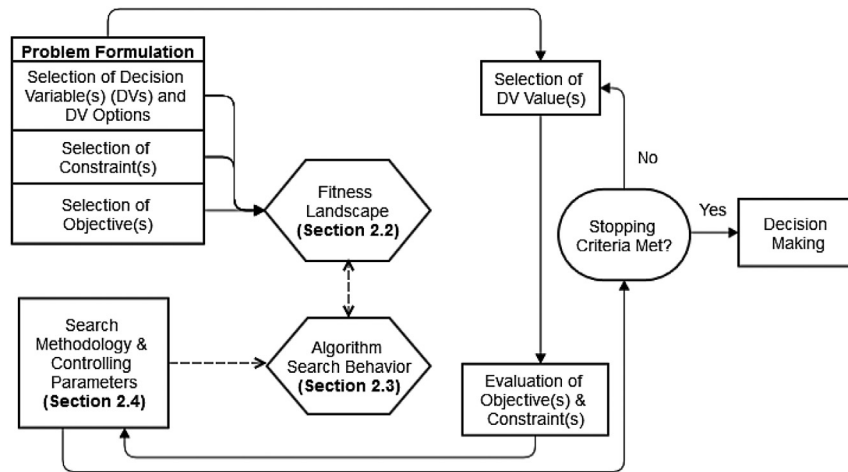 Problem Formulation
Selection of Decision
Variable(s) (DVs) and
DV Options
Selection of
Constraint(s)
Selection of
Objective(s)
Fitness
Landscape
(Section 2.2)
Search
Methodology &
Controlling
Parameters
(Section 2.4)
Algorithm
Search Behavior
(Section 2.3)
Selection of
DV Value(s)
Evaluation of
Objective(s) &
Constraint(s)
No
Stopping
Criteria Met?
Yes
Decision
Making